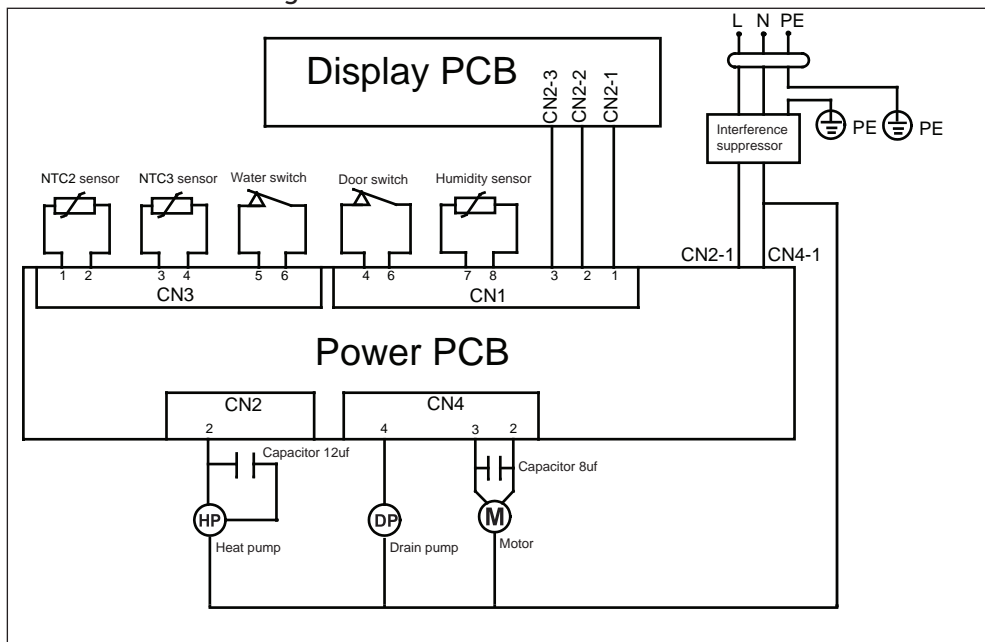 L N PE
Display PCB
CN2-3
CN2-2
CN2-1
Interference
suppressor
PE
PE
NTC2 sensor
NTC3 sensor
Water switch
Door switch
Humidity sensor
CN2-1
CN4-1
1 2 3 4 5 6 4 6 7 8 3 2 1
CN3
CN1
Power PCB
CN2
CN4
2
4
3
2
Capacitor 12uf
Capacitor 8uf
HP
DP
M
Heat pump
Drain pump
Motor